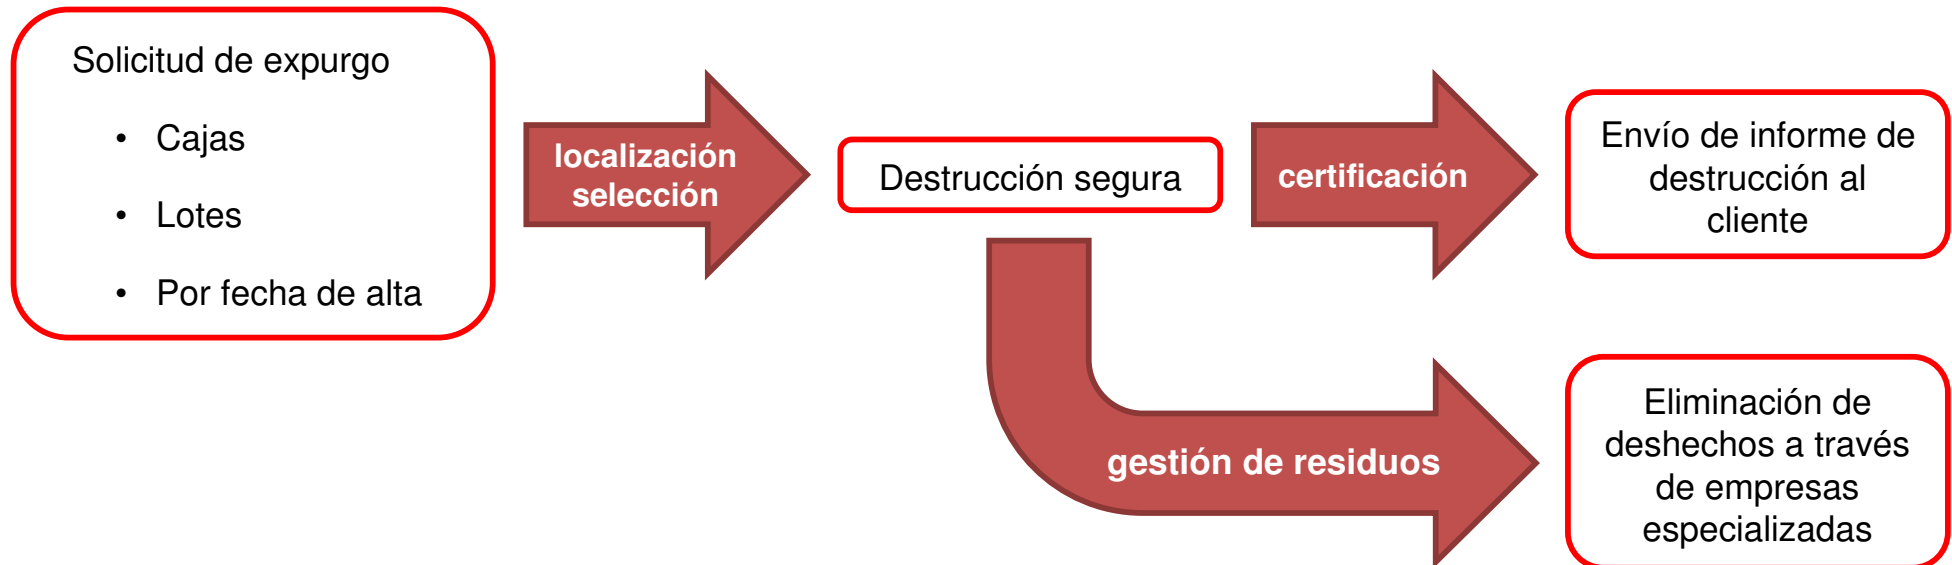 Solicitud de expurgo
• Cajas
• Lotes
• Por fecha de alta
localización
selección
Destrucción segura
certificación
Envío de informe de
destrucción al
cliente
gestión de residuos
Eliminación de
deshechos a través
de empresas
especializadas